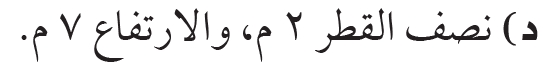 د) نصف القطر ٢ م، والارتفاع ٧ م.